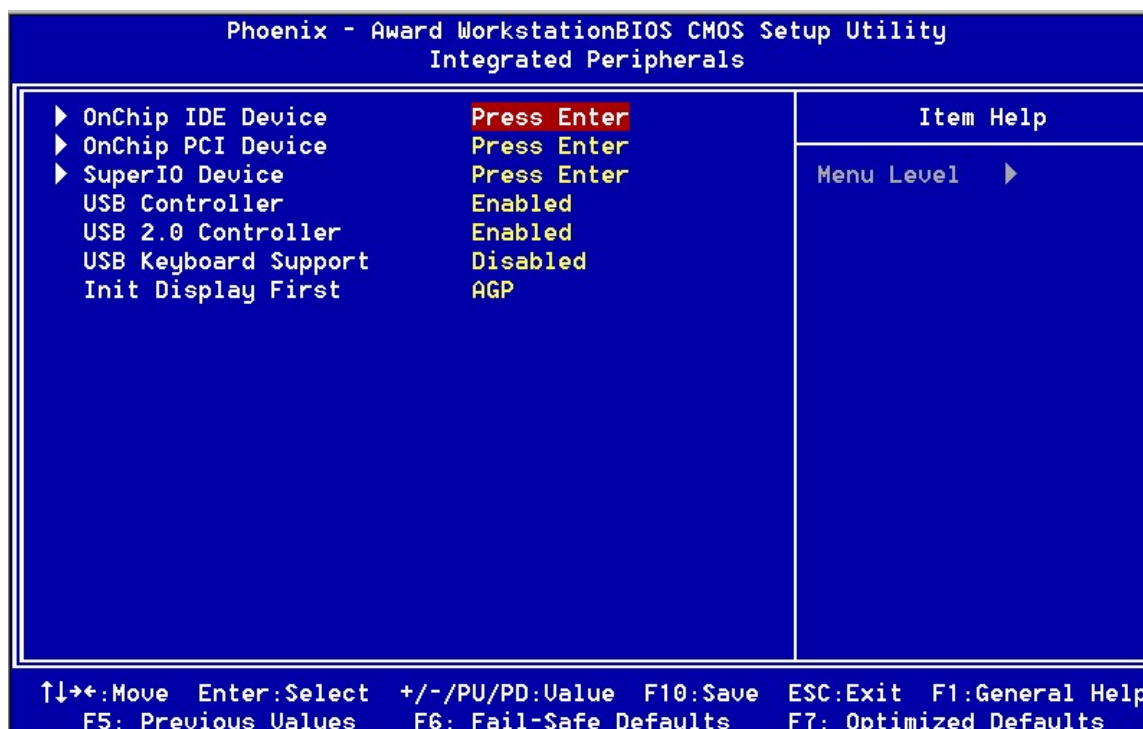 Phoenix - Award WorkstationBIOS CMOS Setup Utility
Integrated Peripherals
OnChip IDE Device Press Enter
OnChip PCI Device Press Enter
SuperIO Device Press Enter
USB Controller Enabled
USB 2.0 Controller Enabled
USB Keyboard Support Disabled
Init Display First AGP
Item Help
Menu Level
↑↓→←:Move Enter:Select +/-/PU/PD:Value F10:Save ESC:Exit F1:General Help
F5: Previous Values F6: Fail-Safe Defaults F7: Optimized Defaults